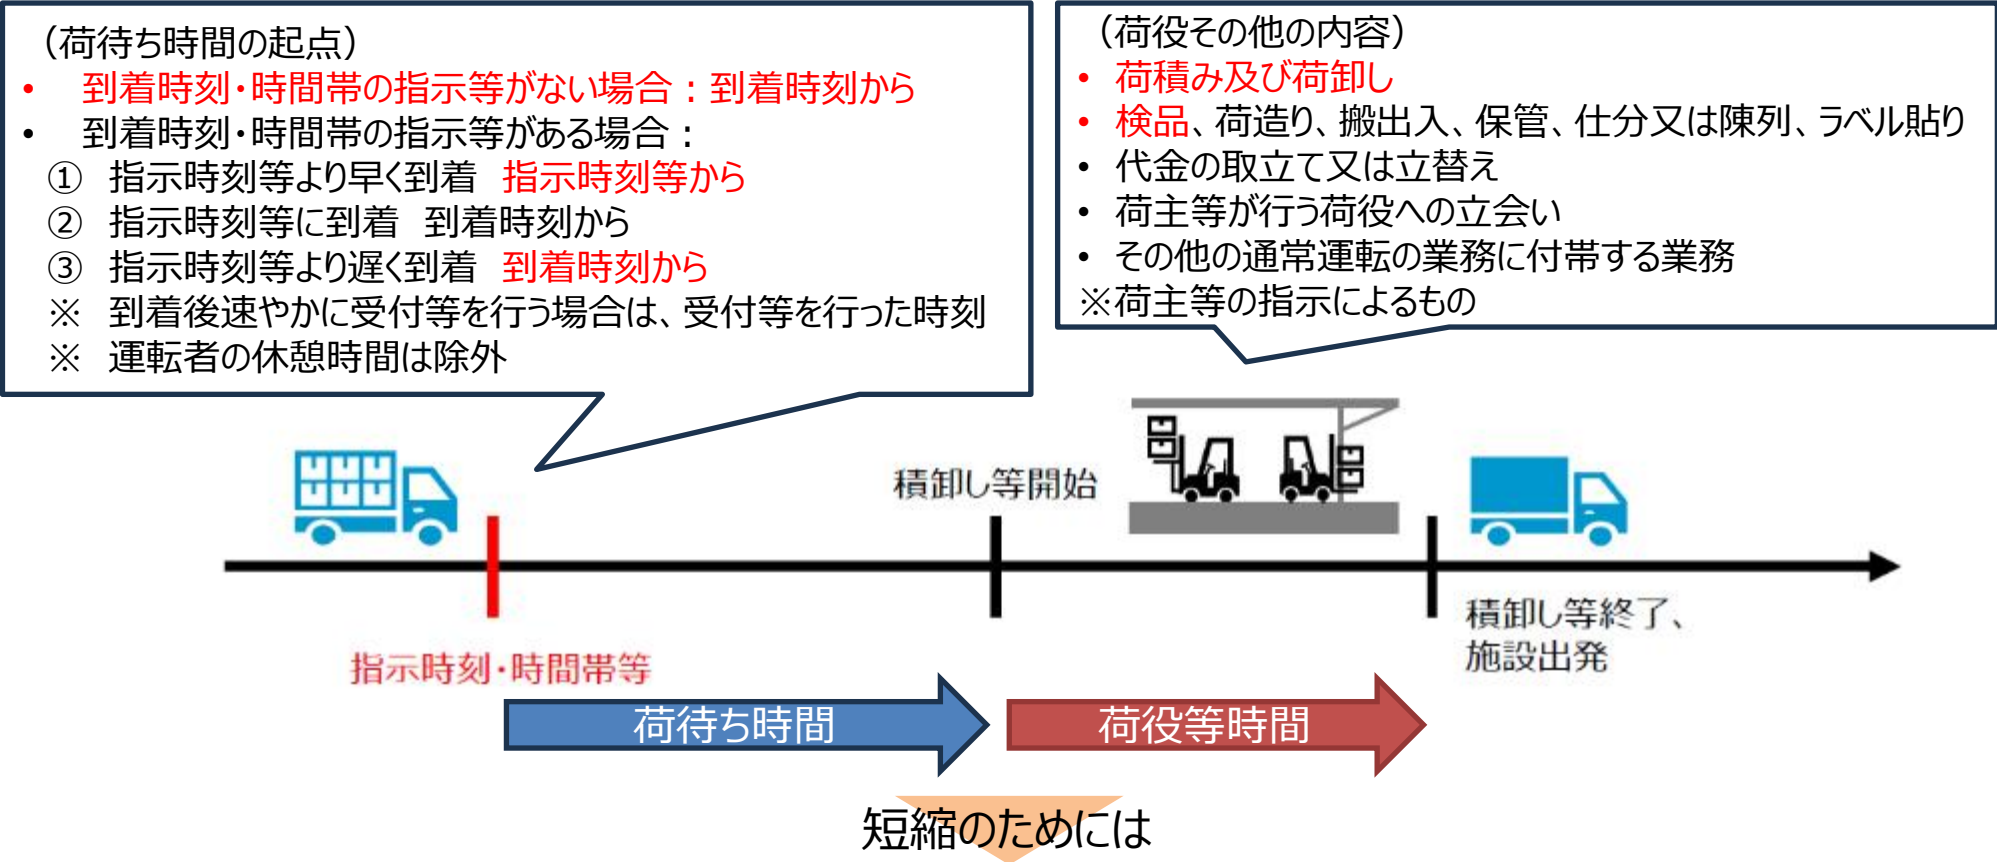 （荷待ち時間の起点）
• 到着時刻・時間帯の指示等がない場合：到着時刻から
• 到着時刻・時間帯の指示等がある場合：
① 指示時刻等より早く到着 指示時刻等から
② 指示時刻等に到着 到着時刻から
③ 指示時刻等より遅く到着 到着時刻から
※ 到着後速やかに受付等を行う場合は、受付等を行った時刻
※ 運転者の休憩時間は除外
（荷役その他の内容）
• 荷積み及び荷卸し
• 検品、荷造り、搬出入、保管、仕分又は陳列、ラベル貼り
• 代金の取立て又は立替え
• 荷主等が行う荷役への立会い
• その他の通常運転の業務に付帯する業務
※荷主等の指示によるもの
積卸し等開始
指示時刻・時間帯等
積卸し等終了、
施設出発
荷待ち時間
荷役等時間
短縮のためには